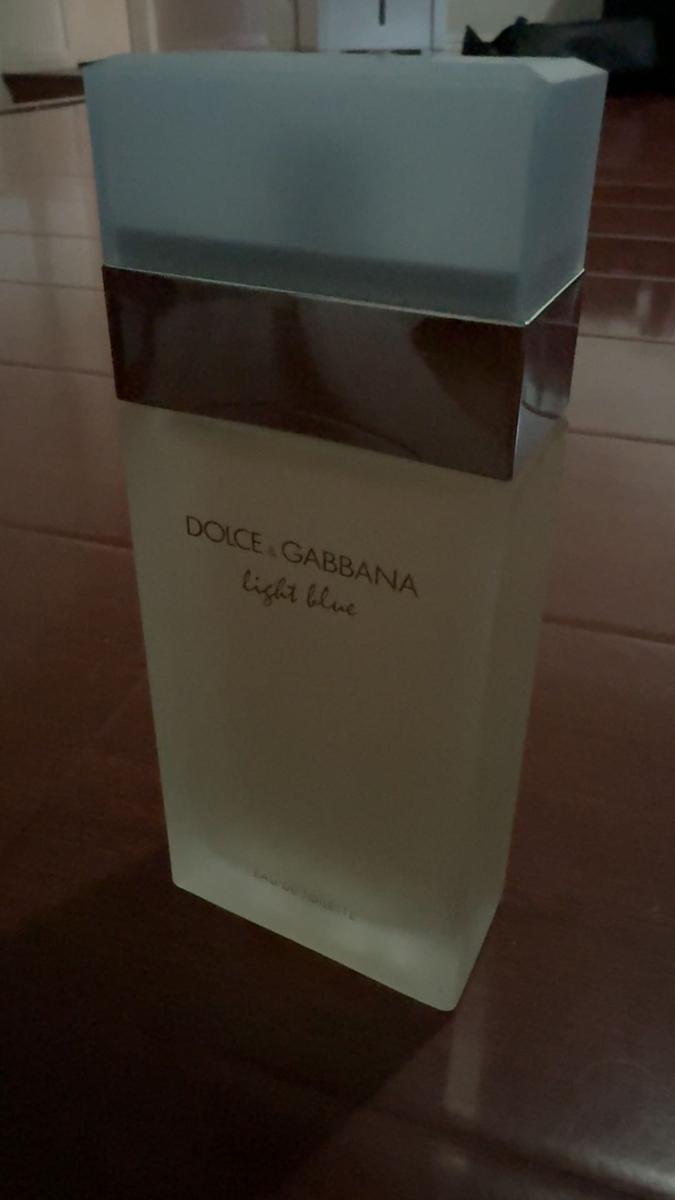 DOLCE & GABBANA
light blue
EAU DE TOILETTE